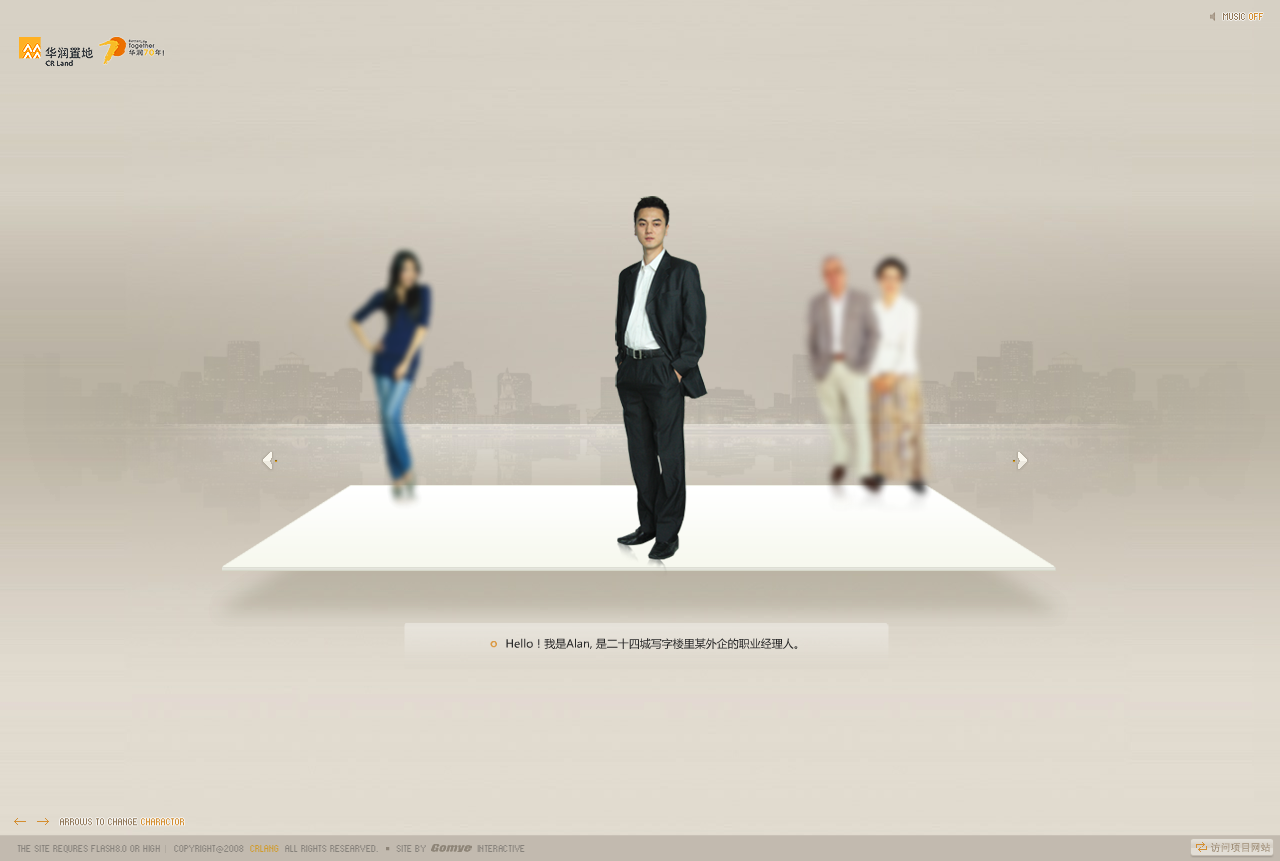 MUSIC OFF
华润置地
CR Land
Together
华润70年!
Hello！我是Alan, 是二十四城写字楼里某外企的职业经理人。
ARROWS TO CHANGE CHARACTOR
THE SITE REQURES FLASH8.0 OR HIGH | COPYRIGHT@2008 CRLANG ALL RIGHTS RESEARVED. ▪ SITE BY Gomye INTERACTIVE
访问项目网站